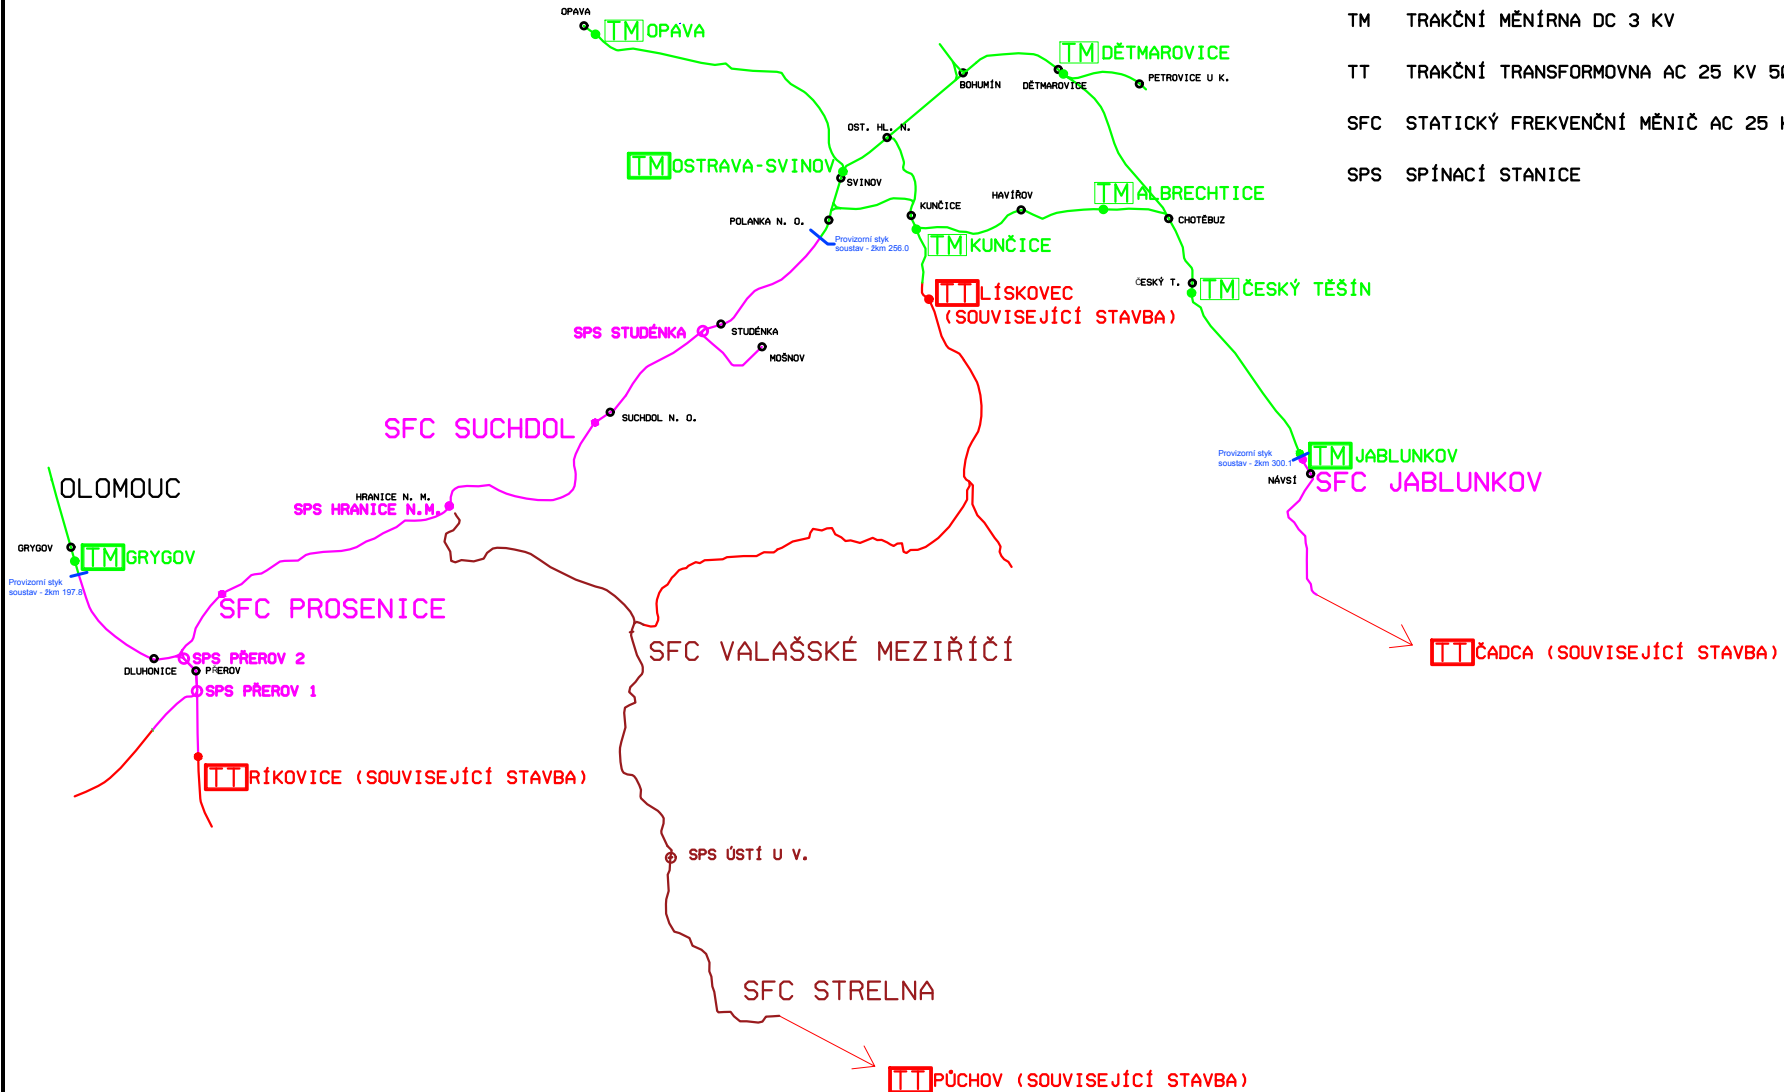 OPAVA
TM OPAVA
TM TRAKČNÍ MĚNÍRNA DC 3 KV
TM DĚTMAROVICE
TT TRAKČNÍ TRANSFORMOVNA AC 25 KV
PETROVICE U K.
BOHUMÍN
DĚTMAROVICE
SFC STATICKÝ FREKVENČNÍ MĚNIČ AC 25
OST. HL. N.
TM OSTRAVA-SVINOV
SPS SPÍNACÍ STANICE
SVINOV
HAVÍŘOV
TM ALBRECHTICE
KUNČICE
POLANKA N. O.
CHOTĚBUZ
Provizorní styk
soustav - žkm 256.0
TM KUNČICE
ČESKÝ T.
TM ČESKÝ TĚŠÍN
TT LÍSKOVEC
(SOUVISEJÍCÍ STAVBA)
SPS STUDÉNKA
STUDÉNKA
MOŠNOV
SUCHDOL N. O.
SFC SUCHDOL
Provizorní styk
soustav - žkm 300.1
TM JABLUNKOV
NÁVSÍ
SFC JABLUNKOV
OLOMOUC
HRANICE N. M.
SPS HRANICE N.M.
GRYGOV
TM GRYGOV
Provizorní styk
soustav - žkm 197.8
SFC PROSENICE
SFC VALAŠSKÉ MEZIŘÍČÍ
TT ČADCA (SOUVISEJÍCÍ STAVBA)
SPS PŘEROV 2
DLUHONICE
PŘEROV
SPS PŘEROV 1
TT RÍKOVICE (SOUVISEJÍCÍ STAVBA)
SPS ÚSTÍ U V.
SFC STRELNA
TT PÚCHOV (SOUVISEJÍCÍ STAVBA)